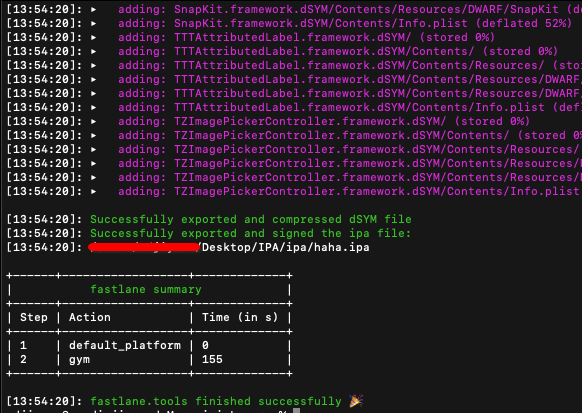 [13:54:20]: ▸   adding: SnapKit.framework.dSYM/Contents/Resources/DWARF/SnapKit (de
[13:54:20]: ▸   adding: SnapKit.framework.dSYM/Contents/Info.plist (deflated 52%)
[13:54:20]: ▸   adding: TTTAttributedLabel.framework.dSYM/ (stored 0%)
[13:54:20]: ▸   adding: TTTAttributedLabel.framework.dSYM/Contents/ (stored 0%)
[13:54:20]: ▸   adding: TTTAttributedLabel.framework.dSYM/Contents/Resources/ (sto
[13:54:20]: ▸   adding: TTTAttributedLabel.framework.dSYM/Contents/Resources/DWARF/
[13:54:20]: ▸   adding: TTTAttributedLabel.framework.dSYM/Contents/Resources/DWARF/
[13:54:20]: ▸   adding: TTTAttributedLabel.framework.dSYM/Contents/Info.plist (defl
[13:54:20]: ▸   adding: TZImagePickerController.framework.dSYM/ (stored 0%)
[13:54:20]: ▸   adding: TZImagePickerController.framework.dSYM/Contents/ (stored 0%
[13:54:20]: ▸   adding: TZImagePickerController.framework.dSYM/Contents/Resources/
[13:54:20]: ▸   adding: TZImagePickerController.framework.dSYM/Contents/Resources/D
[13:54:20]: ▸   adding: TZImagePickerController.framework.dSYM/Contents/Resources/D
[13:54:20]: ▸   adding: TZImagePickerController.framework.dSYM/Contents/Info.plist
[13:54:20]: Successfully exported and compressed dSYM file
[13:54:20]: Successfully exported and signed the ipa file:
[13:54:20]: /Desktop/IPA/ipa/haha.ipa
fastlane summary
| Step | Action | Time (in s) |
| 1 | default_platform | 0 |
| 2 | gym | 155 |
[13:54:20]: fastlane.tools finished successfully 🎉